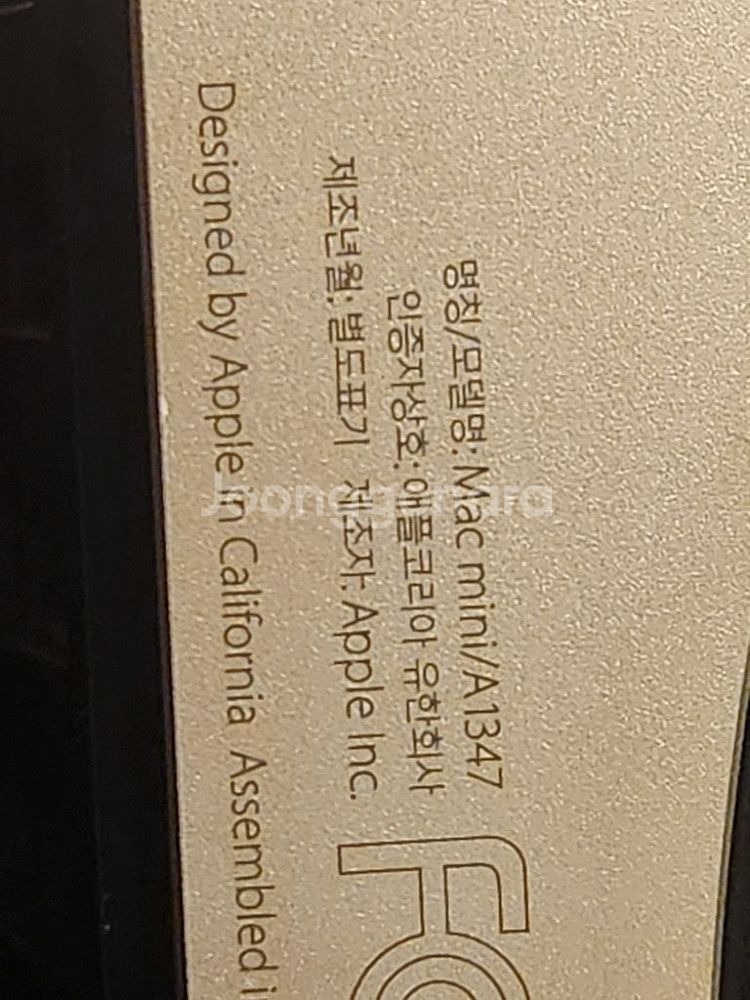 명칭/모델명: Mac mini/A1347
인증자상호: 애플코리아 유한회사
제조년월: 별도표기 제조자: Apple Inc.
Designed by Apple in California Assembled i
FC
Joonggonara